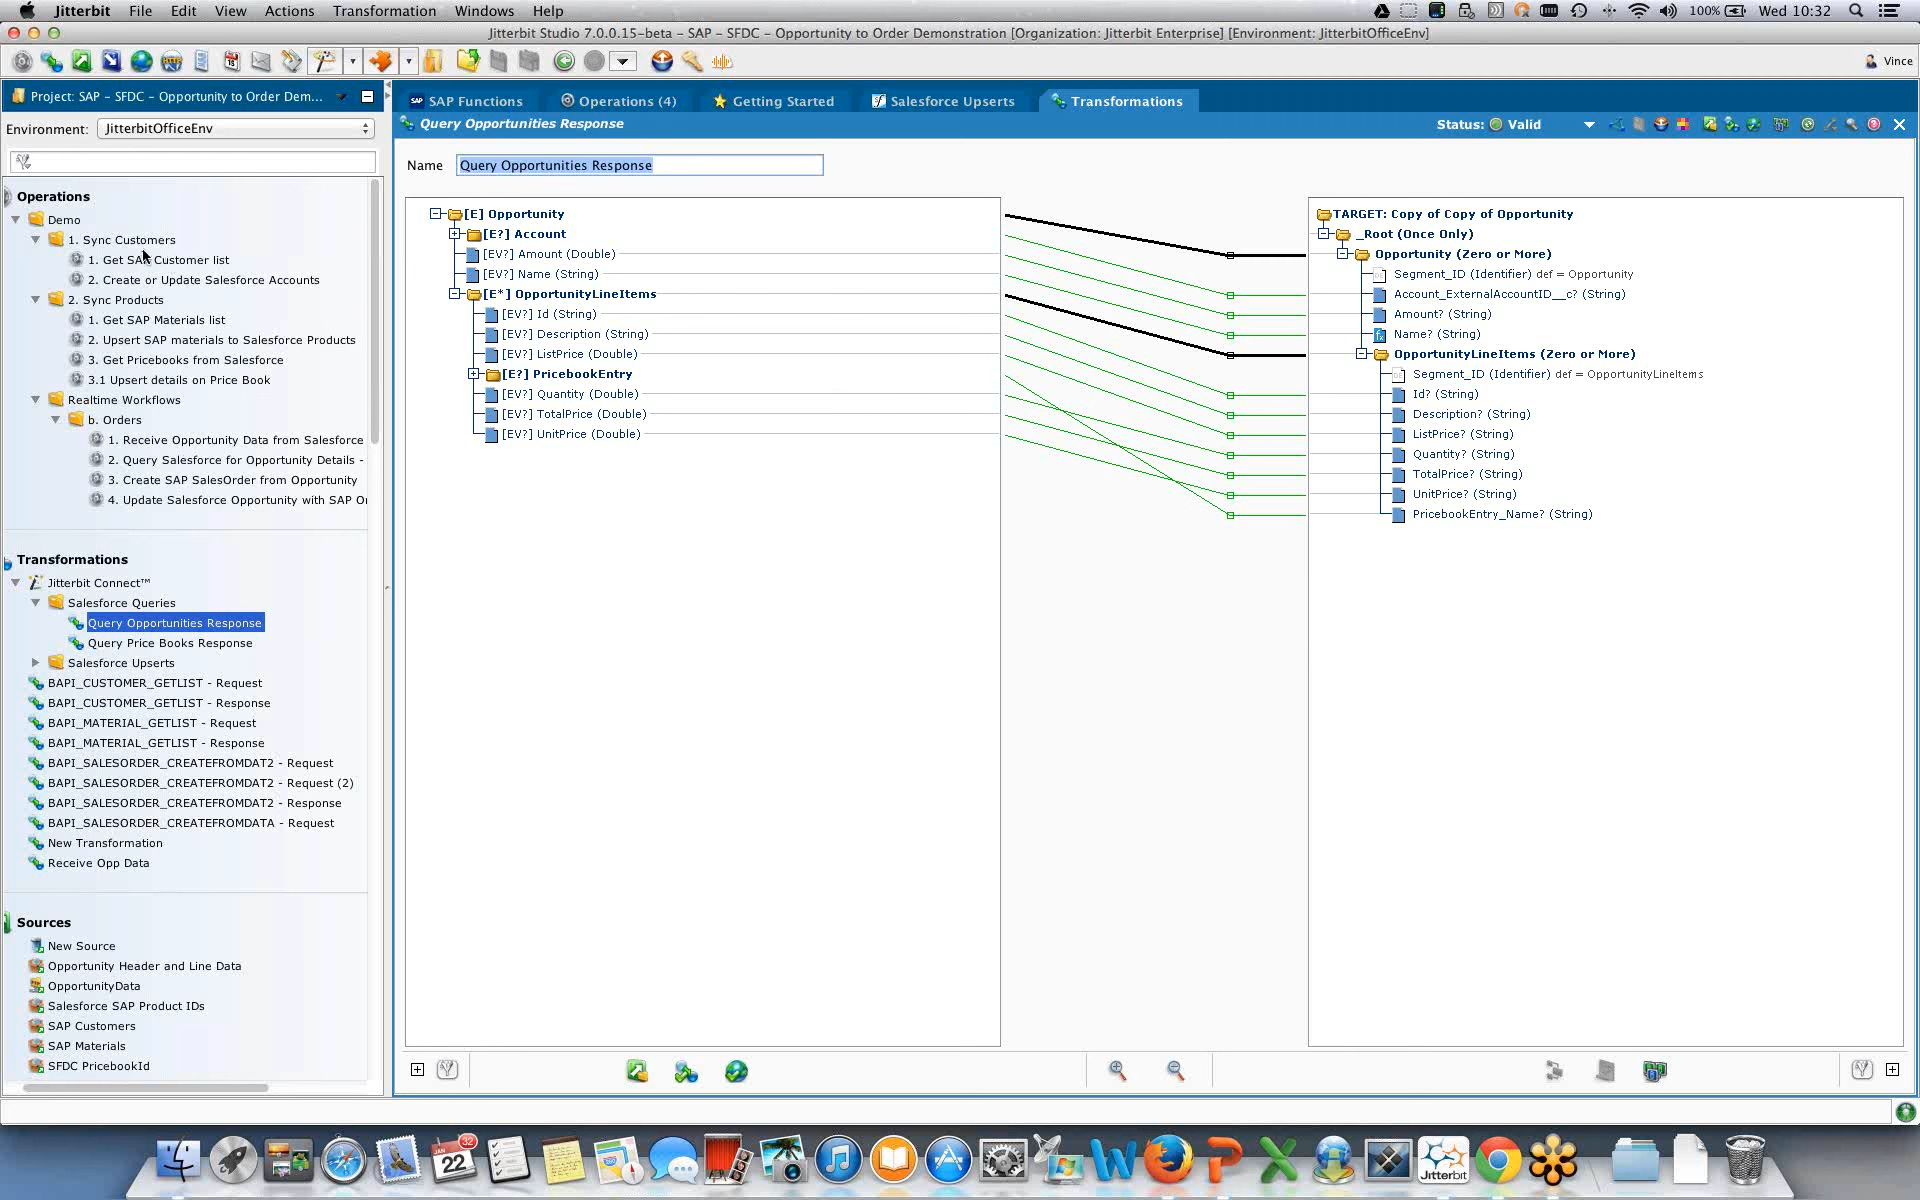 Jitterbit File Edit View Actions Transformation Windows Help 100% Wed 10:32
Jitterbit Studio 7.0.0.15-beta – SAP – SFDC – Opportunity to Order Demonstration [Organization: Jitterbit Enterprise] [Environment: JitterbitOfficeEnv]
Vince
Project: SAP – SFDC – Opportunity to Order Dem...
Environment: JitterbitOfficeEnv
Operations
Demo
1. Sync Customers
1. Get SAP Customer list
2. Create or Update Salesforce Accounts
2. Sync Products
1. Get SAP Materials list
2. Upsert SAP materials to Salesforce Products
3. Get Pricebooks from Salesforce
3.1 Upsert details on Price Book
Realtime Workflows
b. Orders
1. Receive Opportunity Data from Salesforce
2. Query Salesforce for Opportunity Details -
3. Create SAP SalesOrder from Opportunity
4. Update Salesforce Opportunity with SAP Or
Transformations
Jitterbit Connect™
Salesforce Queries
Query Opportunities Response
Query Price Books Response
Salesforce Upserts
BAPI_CUSTOMER_GETLIST - Request
BAPI_CUSTOMER_GETLIST - Response
BAPI_MATERIAL_GETLIST - Request
BAPI_MATERIAL_GETLIST - Response
BAPI_SALESORDER_CREATEFROMDAT2 - Request
BAPI_SALESORDER_CREATEFROMDAT2 - Request (2)
BAPI_SALESORDER_CREATEFROMDAT2 - Response
BAPI_SALESORDER_CREATEFROMDATA - Request
New Transformation
Receive Opp Data
Sources
New Source
Opportunity Header and Line Data
OpportunityData
Salesforce SAP Product IDs
SAP Customers
SAP Materials
SFDC PricebookId
SAP SAP Functions Operations (4) Getting Started Salesforce Upserts Transformations
Query Opportunities Response Status: Valid
Name Query Opportunities Response
[E] Opportunity
[E?] Account
[EV?] Amount (Double)
[EV?] Name (String)
[E*] OpportunityLineItems
[EV?] Id (String)
[EV?] Description (String)
[EV?] ListPrice (Double)
[E?] PricebookEntry
[EV?] Quantity (Double)
[EV?] TotalPrice (Double)
[EV?] UnitPrice (Double)
TARGET: Copy of Copy of Opportunity
_Root (Once Only)
Opportunity (Zero or More)
Segment_ID (Identifier) def = Opportunity
Account_ExternalAccountID__c? (String)
Amount? (String)
Name? (String)
OpportunityLineItems (Zero or More)
Segment_ID (Identifier) def = OpportunityLineItems
Id? (String)
Description? (String)
ListPrice? (String)
Quantity? (String)
TotalPrice? (String)
UnitPrice? (String)
PricebookEntry_Name? (String)
32
JAN
22
Jitterbit